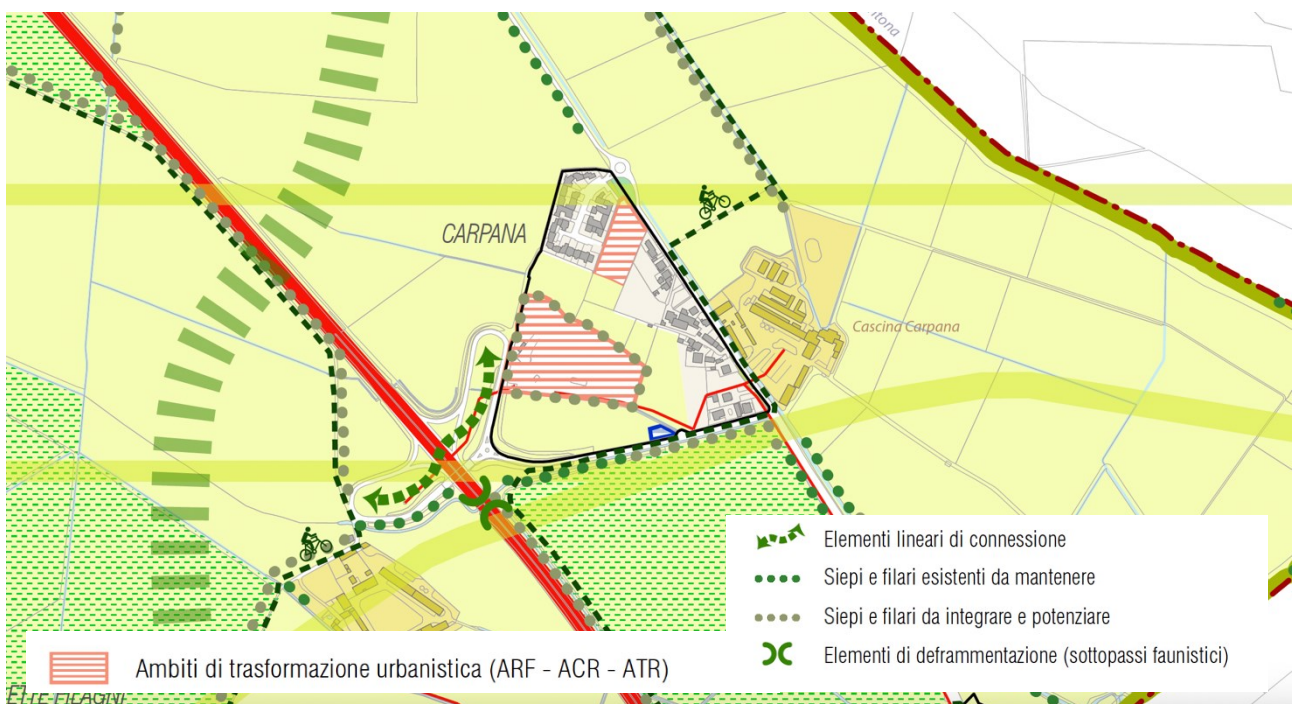 CARPANA
Cascina Carpana
Elementi lineari di connessione
Siepi e filari esistenti da mantenere
Siepi e filari da integrare e potenziare
Elementi di deframmentazione (sottopassi faunistici)
Ambiti di trasformazione urbanistica (ARF - ACR - ATR)